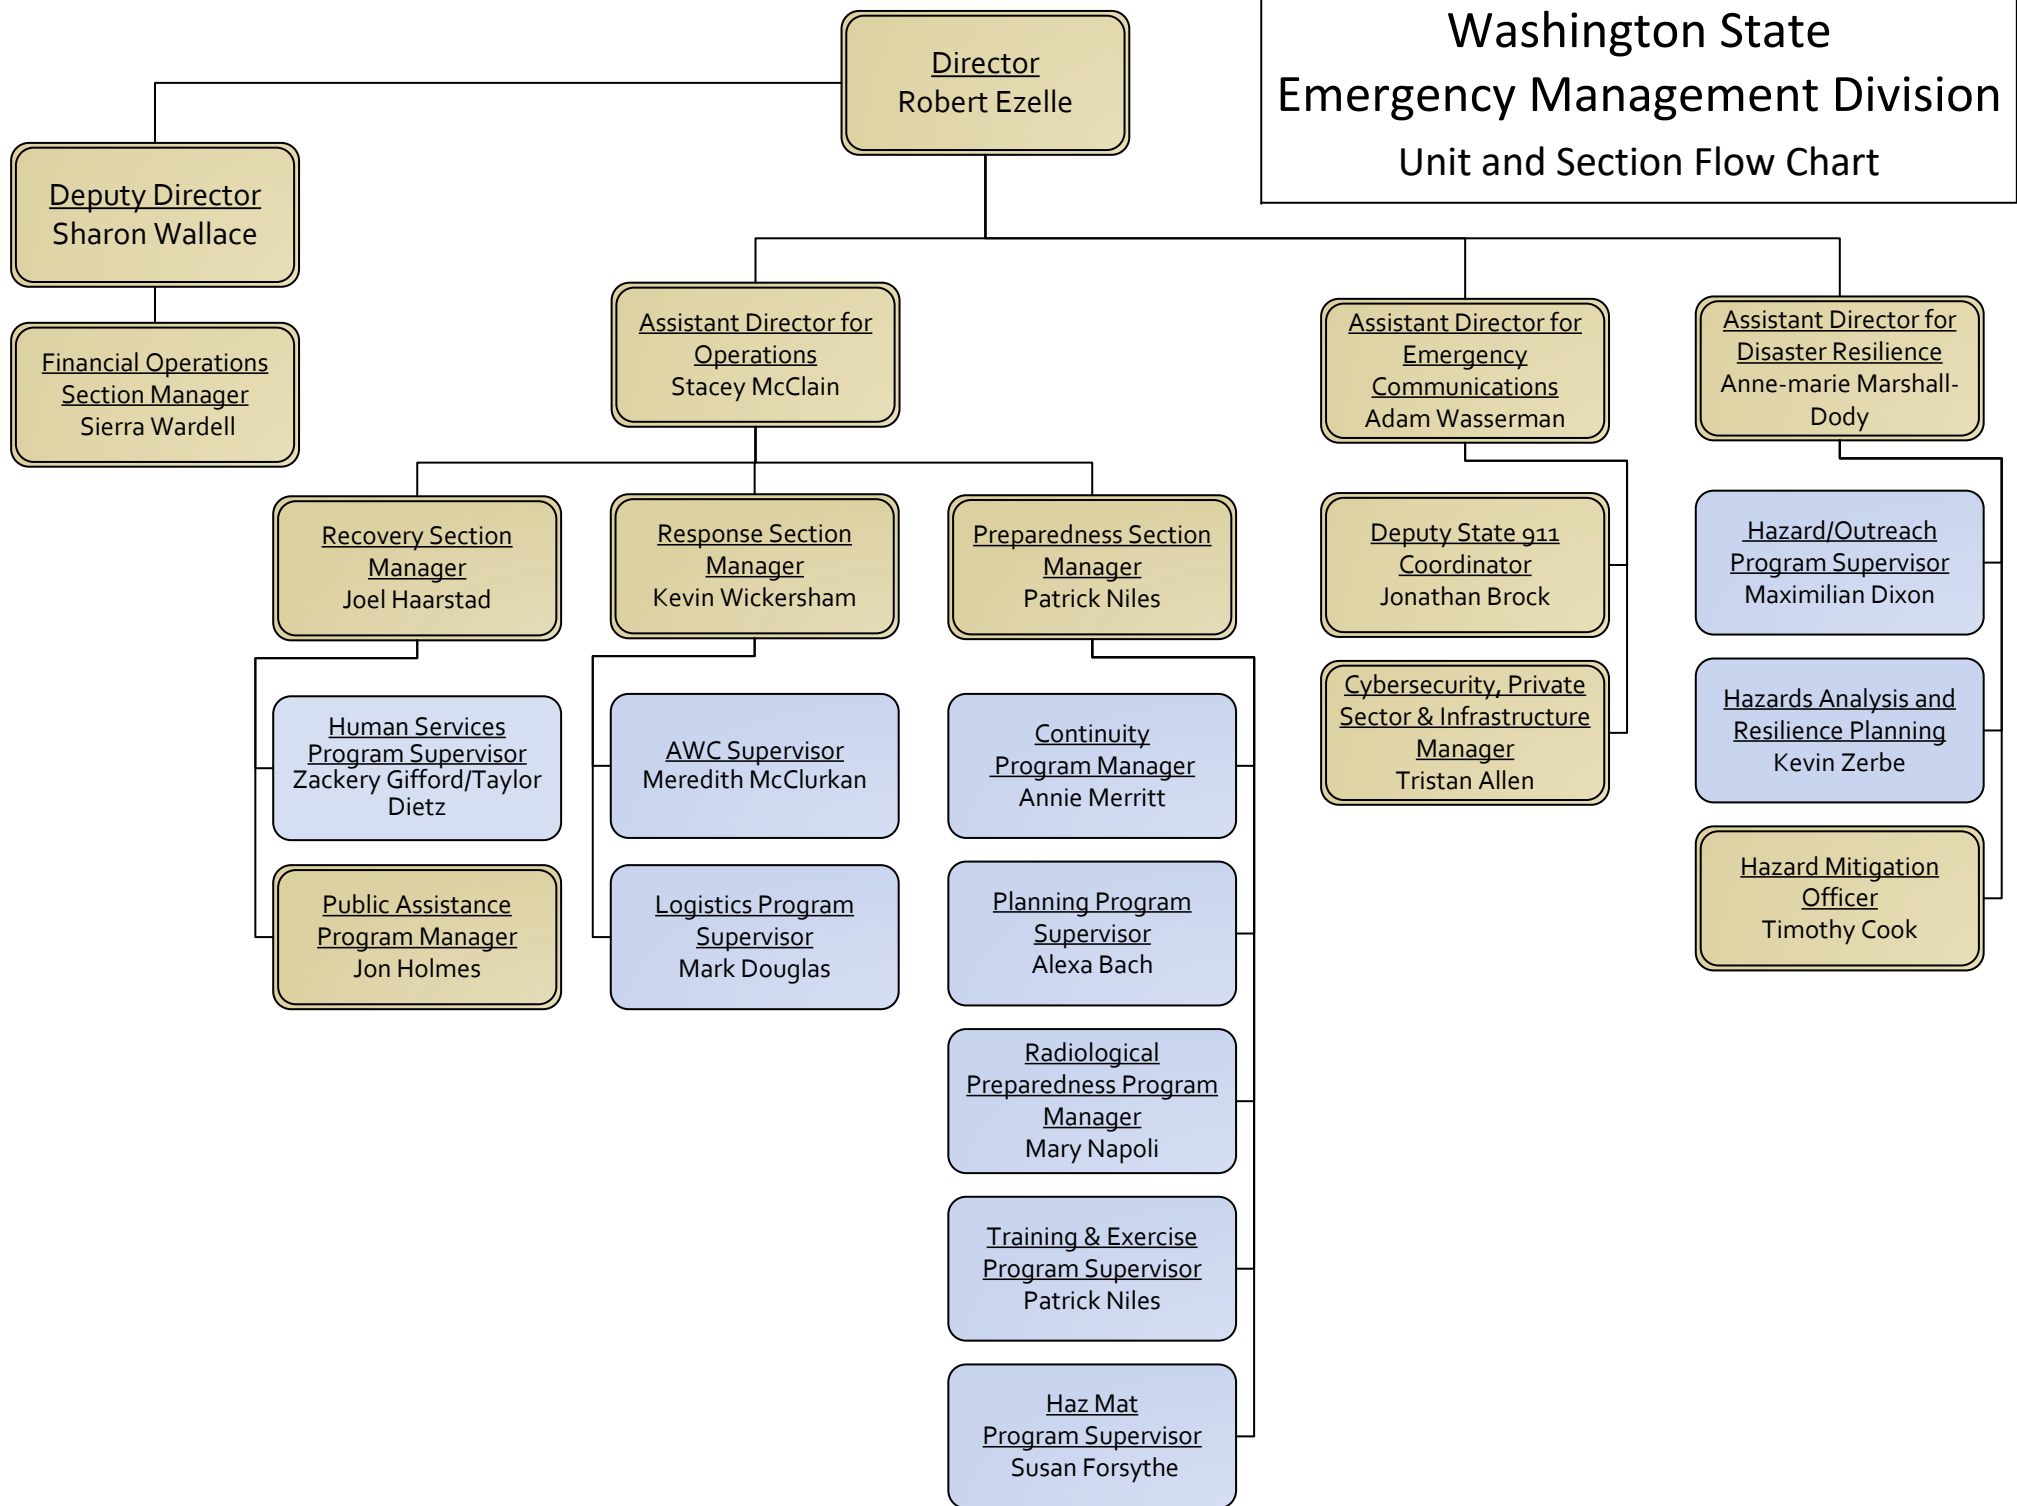 Washington State
Emergency Management Division
Unit and Section Flow Chart
Director
Robert Ezelle
Deputy Director
Sharon Wallace
Financial Operations
Section Manager
Sierra Wardell
Assistant Director for
Operations
Stacey McClain
Assistant Director for
Emergency
Communications
Adam Wasserman
Assistant Director for
Disaster Resilience
Anne-marie Marshall-
Dody
Recovery Section
Manager
Joel Haarstad
Response Section
Manager
Kevin Wickersham
Preparedness Section
Manager
Patrick Niles
Deputy State 911
Coordinator
Jonathan Brock
Hazard/Outreach
Program Supervisor
Maximilian Dixon
Human Services
Program Supervisor
Zackery Gifford/Taylor
Dietz
AWC Supervisor
Meredith McClurkan
Continuity
Program Manager
Annie Merritt
Cybersecurity, Private
Sector & Infrastructure
Manager
Tristan Allen
Hazards Analysis and
Resilience Planning
Kevin Zerbe
Public Assistance
Program Manager
Jon Holmes
Logistics Program
Supervisor
Mark Douglas
Planning Program
Supervisor
Alexa Bach
Hazard Mitigation
Officer
Timothy Cook
Radiological
Preparedness Program
Manager
Mary Napoli
Training & Exercise
Program Supervisor
Patrick Niles
Haz Mat
Program Supervisor
Susan Forsythe